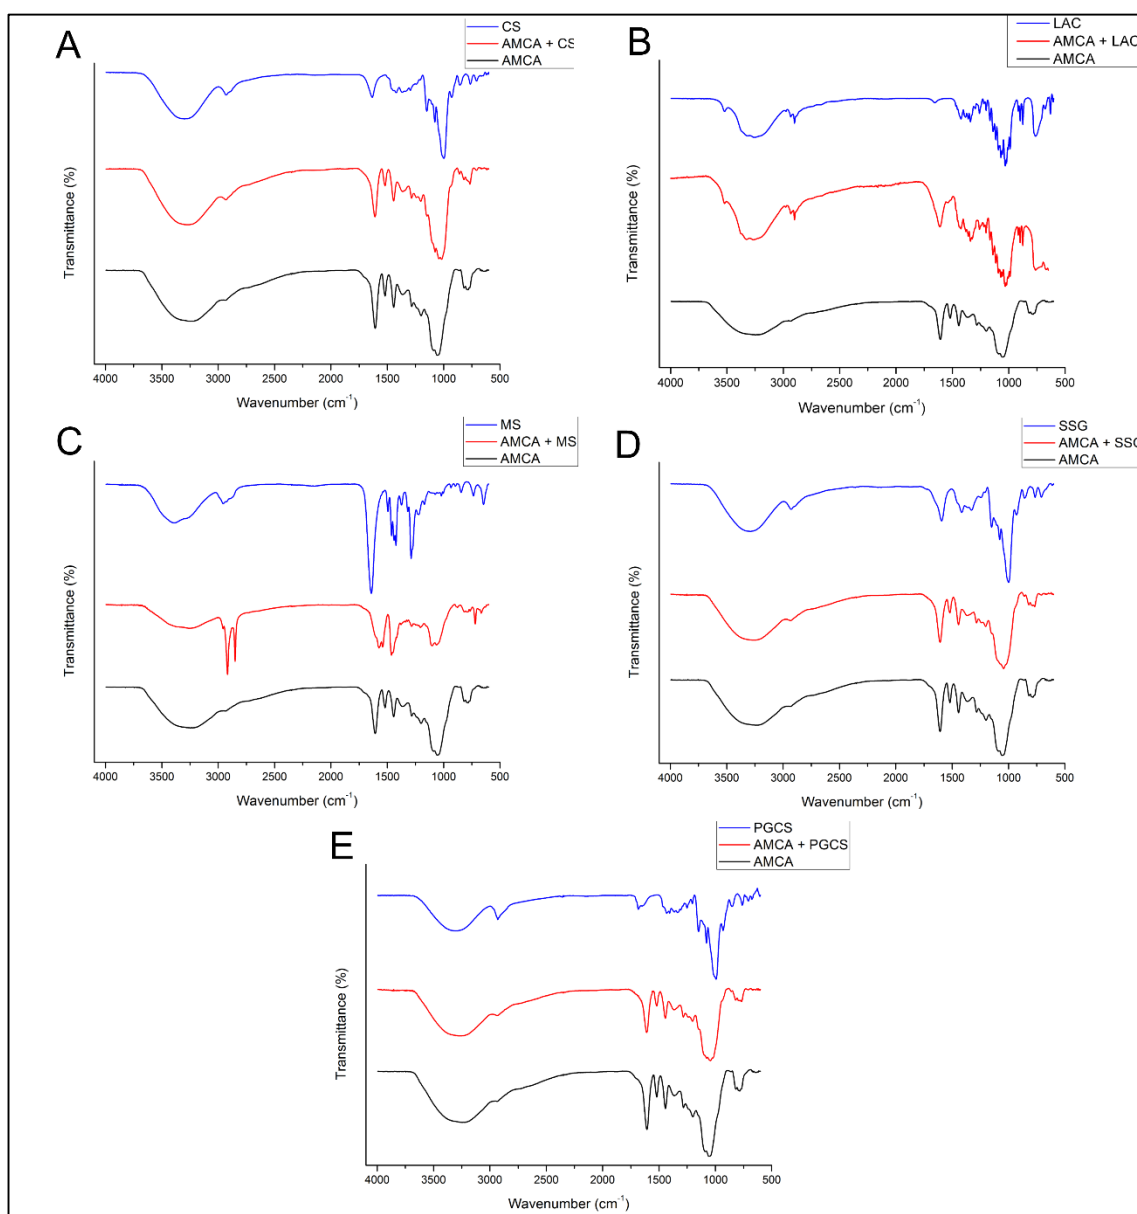 A
CS
AMCA + CS
AMCA
Transmittance (%)
4000 3500 3000 2500 2000 1500 1000 500
Wavenumber (cm-1)
B
LAC
AMCA + LAC
AMCA
Transmittance (%)
4000 3500 3000 2500 2000 1500 1000 500
Wavenumber (cm-1)
C
MS
AMCA + MS
AMCA
Transmittance (%)
4000 3500 3000 2500 2000 1500 1000 500
Wavenumber (cm-1)
D
SSG
AMCA + SSG
AMCA
Transmittance (%)
4000 3500 3000 2500 2000 1500 1000 500
Wavenumber (cm-1)
E
PGCS
AMCA + PGCS
AMCA
Transmittance (%)
4000 3500 3000 2500 2000 1500 1000 500
Wavenumber (cm-1)